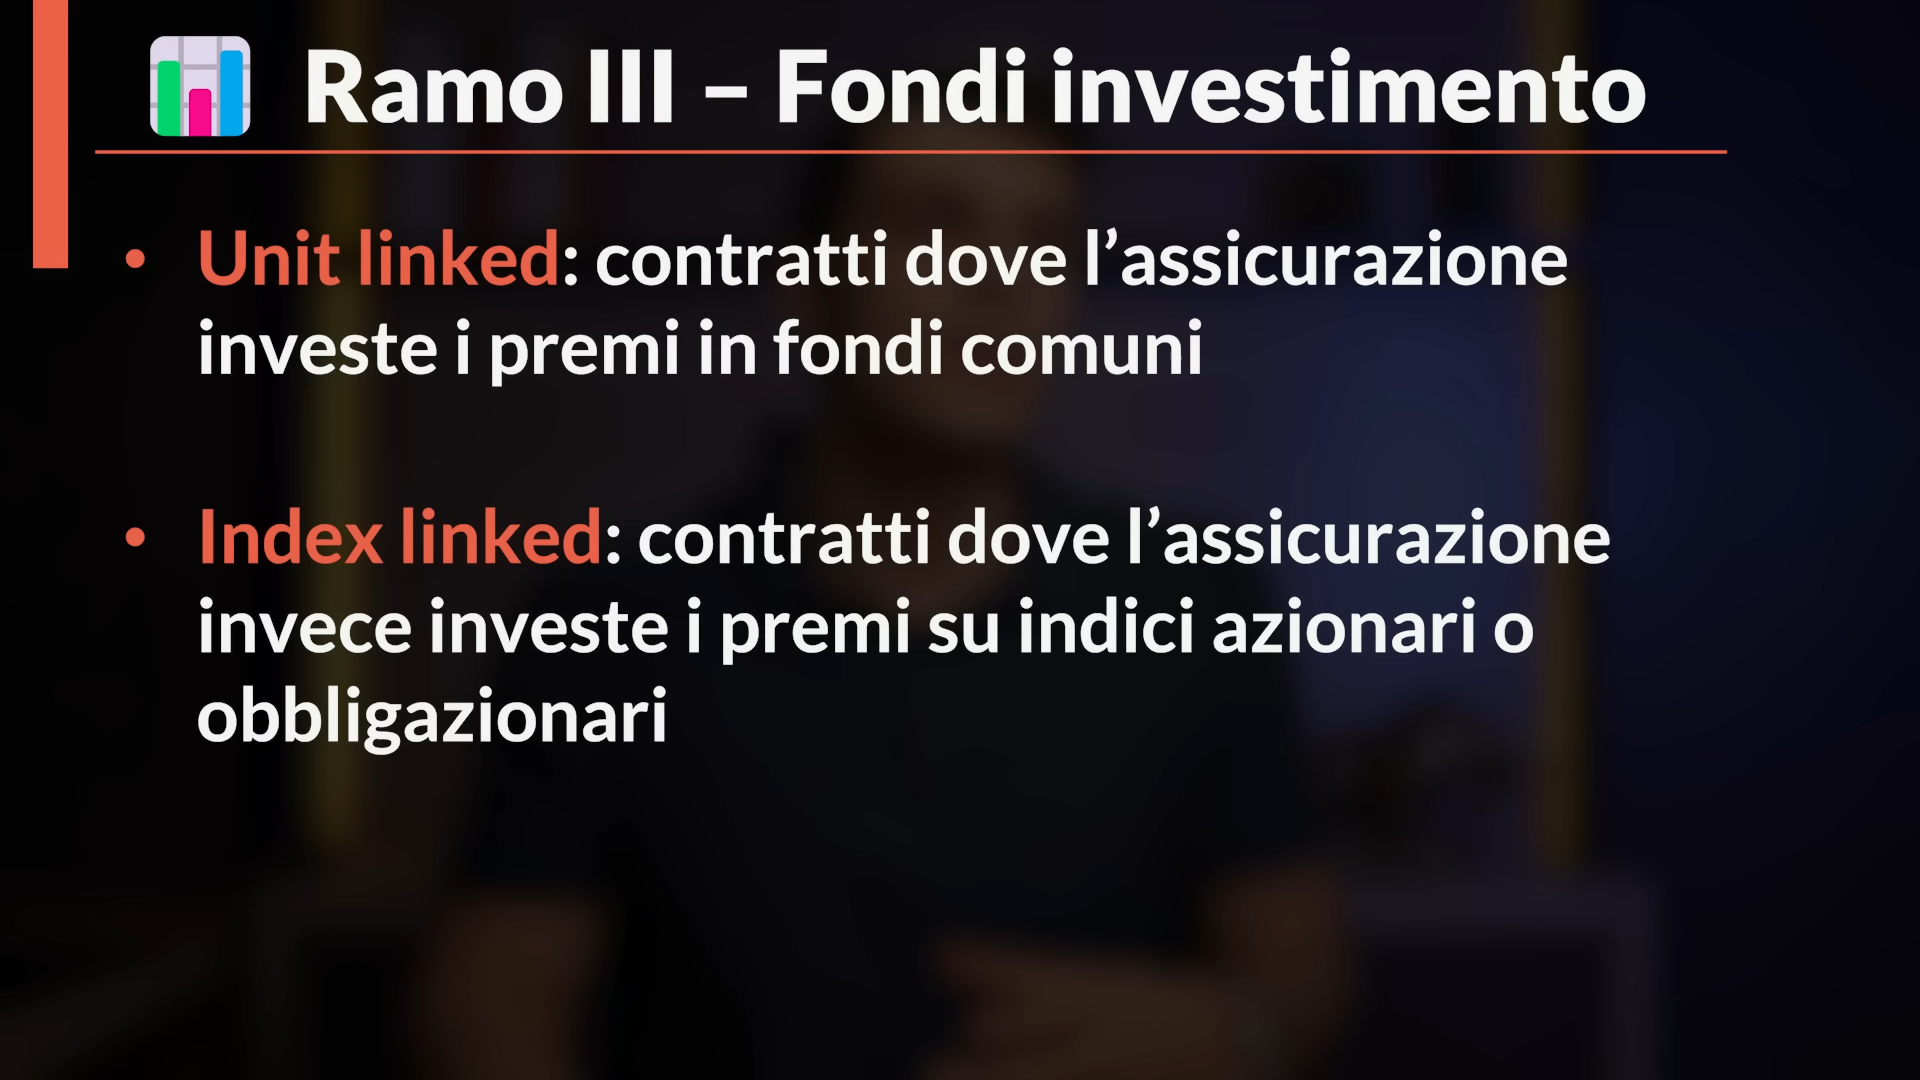 Ramo III – Fondi investimento
• Unit linked: contratti dove l’assicurazione
investe i premi in fondi comuni
• Index linked: contratti dove l’assicurazione
invece investe i premi su indici azionari o
obbligazionari